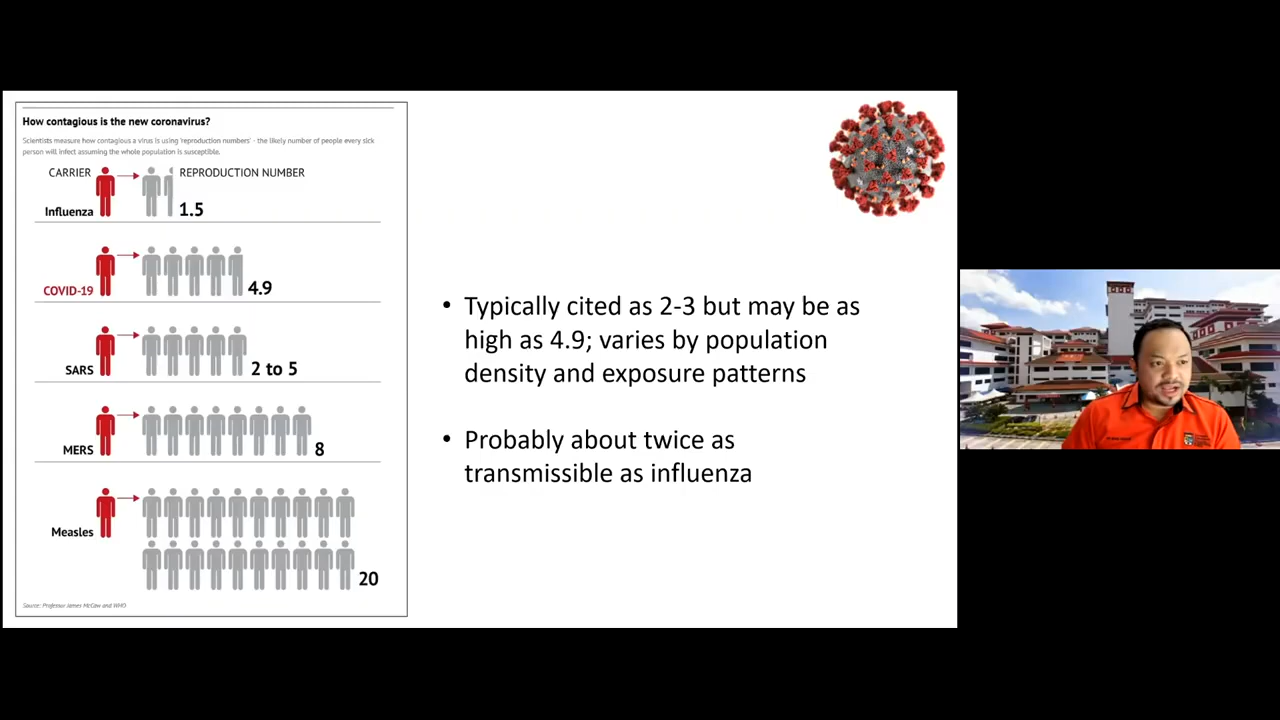 How contagious is the new coronavirus?
Scientists measure how contagious a virus is using 'reproduction numbers' - the likely number of people every sick
person will infect assuming the whole population is susceptible.
CARRIER
REPRODUCTION NUMBER
Influenza
1.5
COVID-19
4.9
SARS
2 to 5
MERS
8
Measles
20
Source: Professor James McCaw and WHO
• Typically cited as 2-3 but may be as
high as 4.9; varies by population
density and exposure patterns
• Probably about twice as
transmissible as influenza